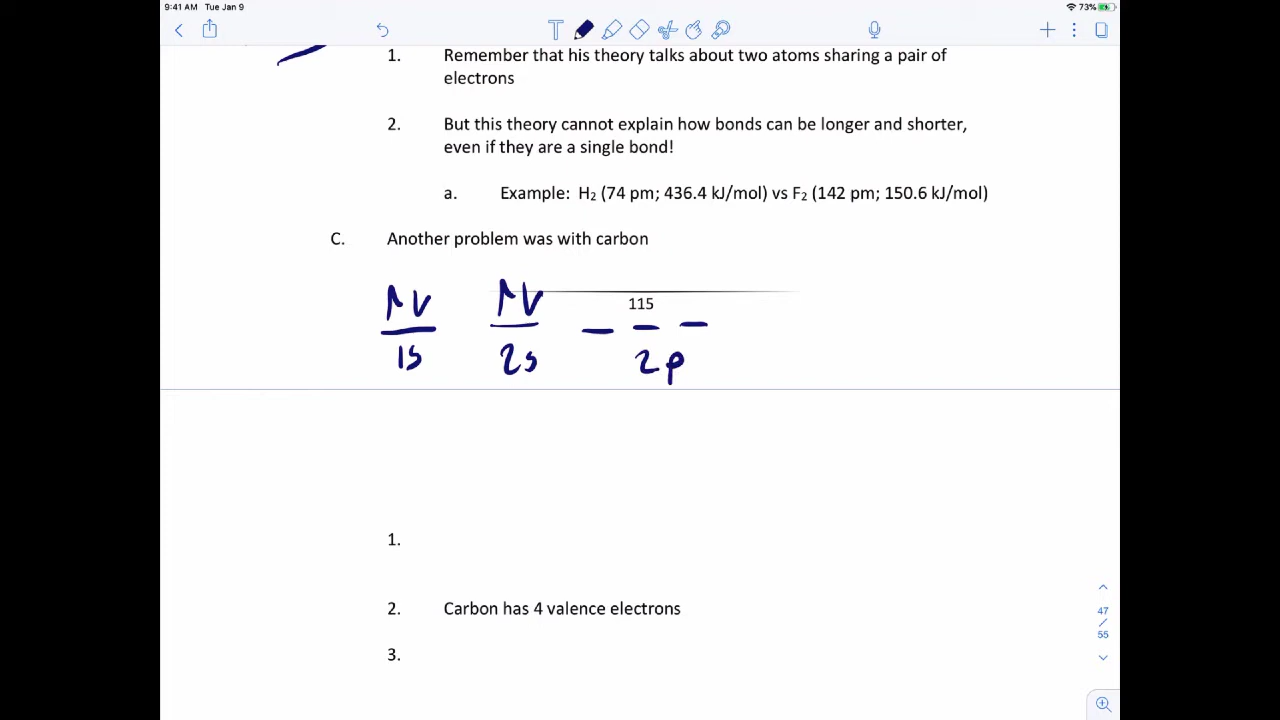 9:41 AM Tue Jan 9
73%
T
1. Remember that his theory talks about two atoms sharing a pair of
electrons
2. But this theory cannot explain how bonds can be longer and shorter,
even if they are a single bond!
a. Example: H₂ (74 pm; 436.4 kJ/mol) vs F₂ (142 pm; 150.6 kJ/mol)
C. Another problem was with carbon
115
1s 2s 2p
1.
2. Carbon has 4 valence electrons
3.
47
/
55